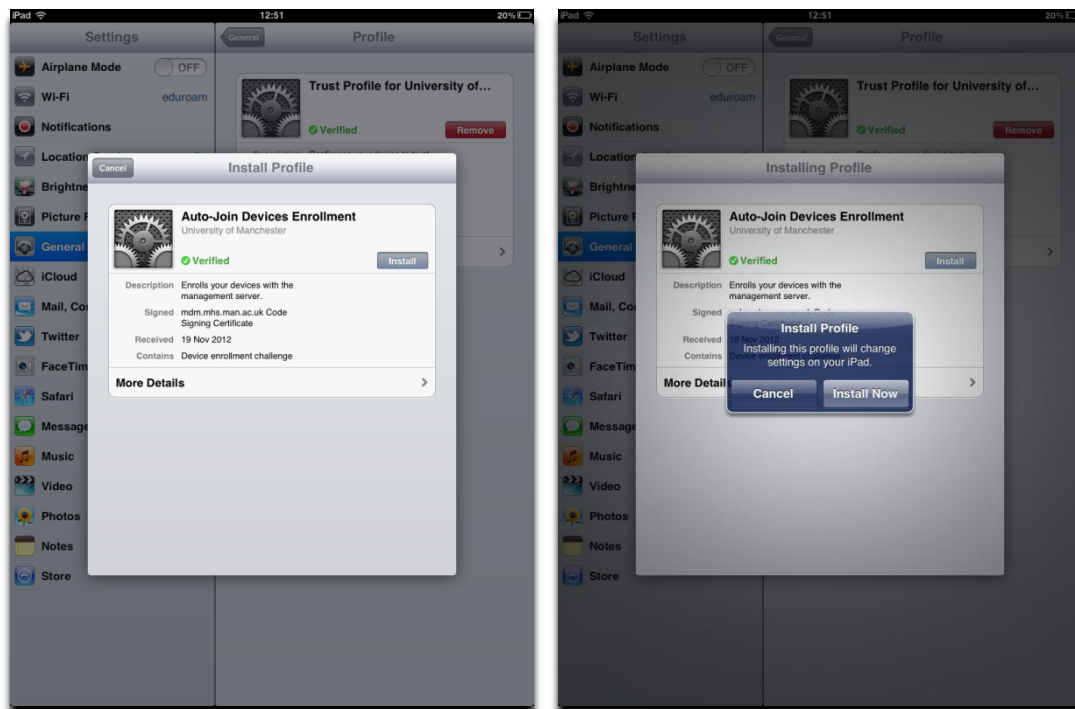 iPad 12:51 20%
Settings
General Profile
Airplane Mode OFF
Wi-Fi eduroam
Notifications
Location
Brightne
Picture F
General
iCloud
Mail, Co
Twitter
FaceTim
Safari
Message
Music
Video
Photos
Notes
Store
Trust Profile for University of...
Verified Remove
Cancel Install Profile
Auto-Join Devices Enrollment
University of Manchester
Verified Install
Description Enrolls your devices with the
management server.
Signed mdm.mhs.man.ac.uk Code
Signing Certificate
Received 19 Nov 2012
Contains Device enrollment challenge
More Details
iPad 12:51 20%
Settings
General Profile
Airplane Mode OFF
Wi-Fi eduroam
Notifications
Location
Brightne
Picture F
General
iCloud
Mail, Co
Twitter
FaceTim
Safari
Message
Music
Video
Photos
Notes
Store
Trust Profile for University of...
Verified Remove
Installing Profile
Auto-Join Devices Enrollment
University of Manchester
Verified Install
Description Enrolls your devices with the
management server.
Signed
Received
Contains
More Detail
Install Profile
Installing this profile will change
settings on your iPad.
Cancel Install Now